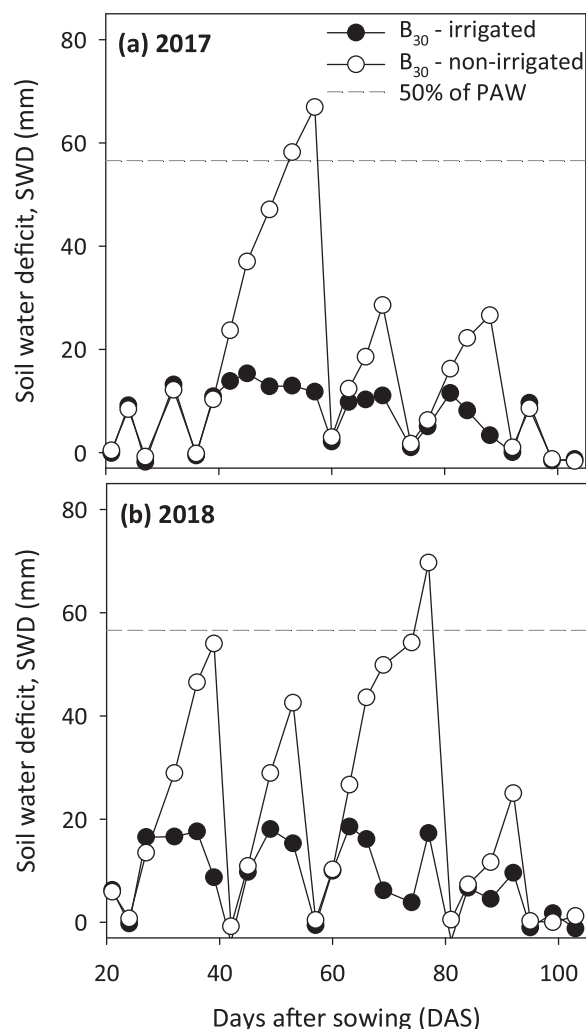 (a) 2017
B30 - irrigated
B30 - non-irrigated
50% of PAW
Soil water deficit, SWD (mm)
80
60
40
20
0
(b) 2018
Soil water deficit, SWD (mm)
80
60
40
20
0
20 40 60 80 100
Days after sowing (DAS)